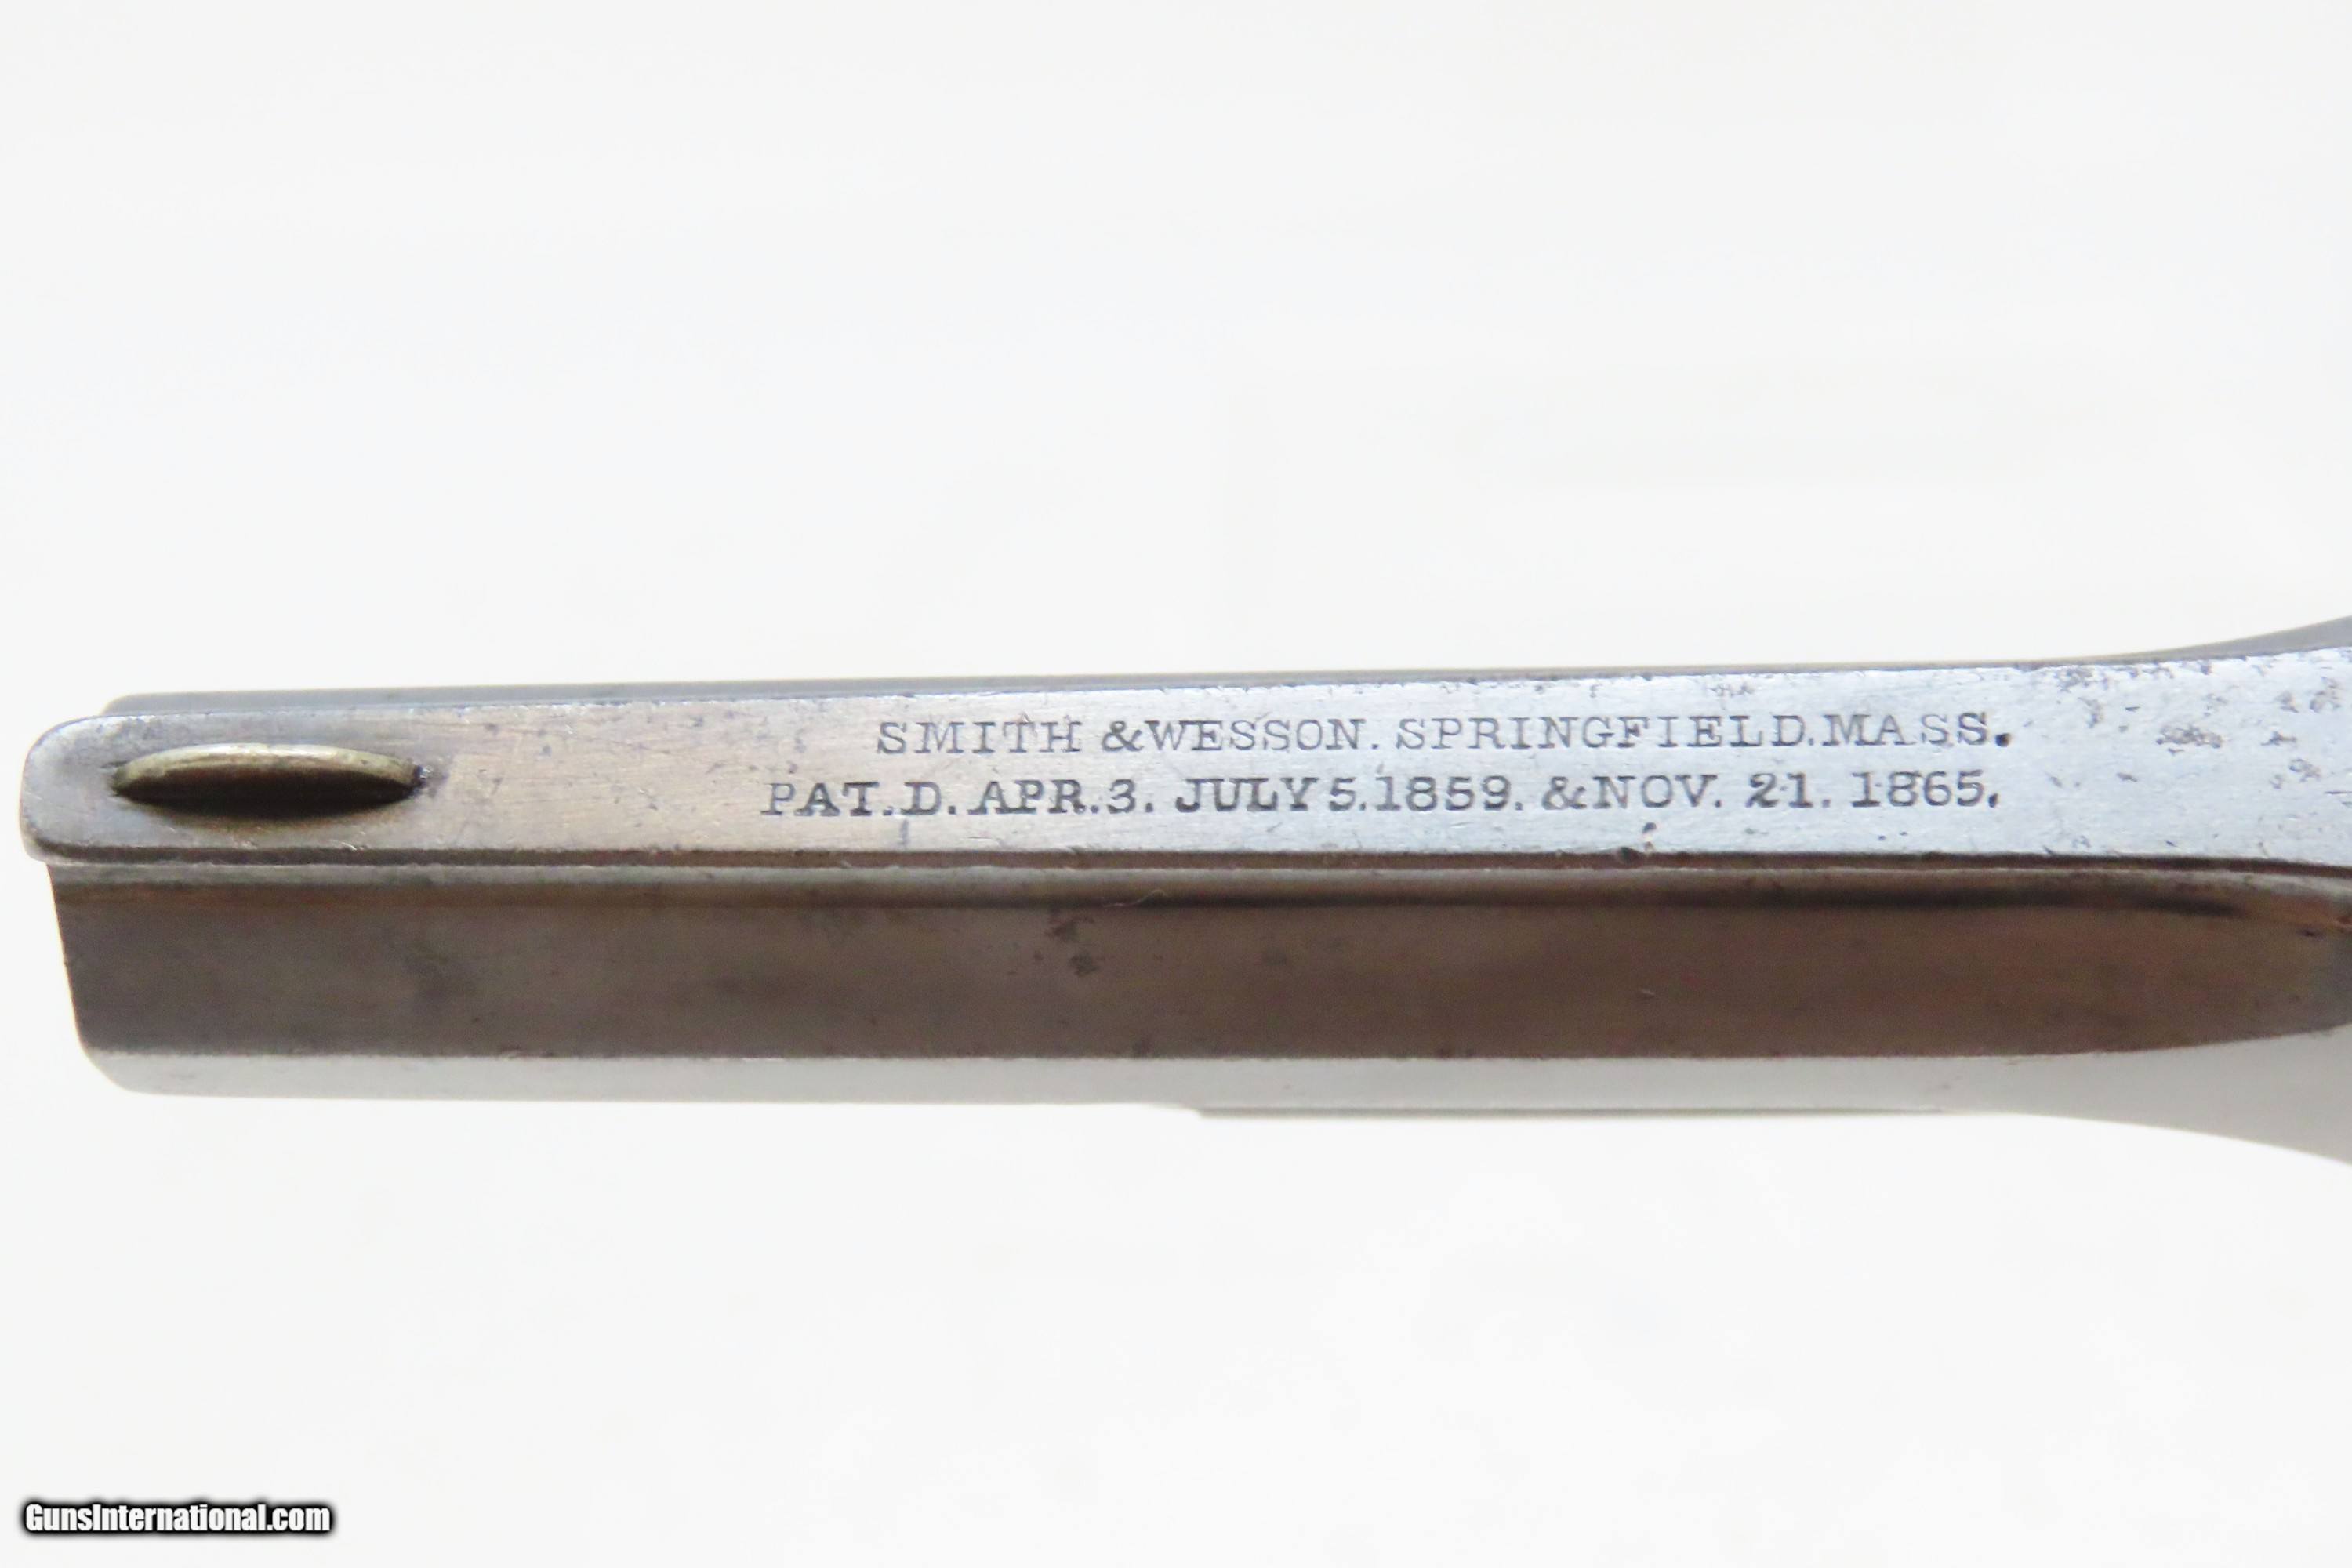 SMITH & WESSON. SPRINGFIELD. MASS.
PAT.D. APR. 3. JULY 5. 1859. & NOV. 21. 1865.
GunsInternational.com